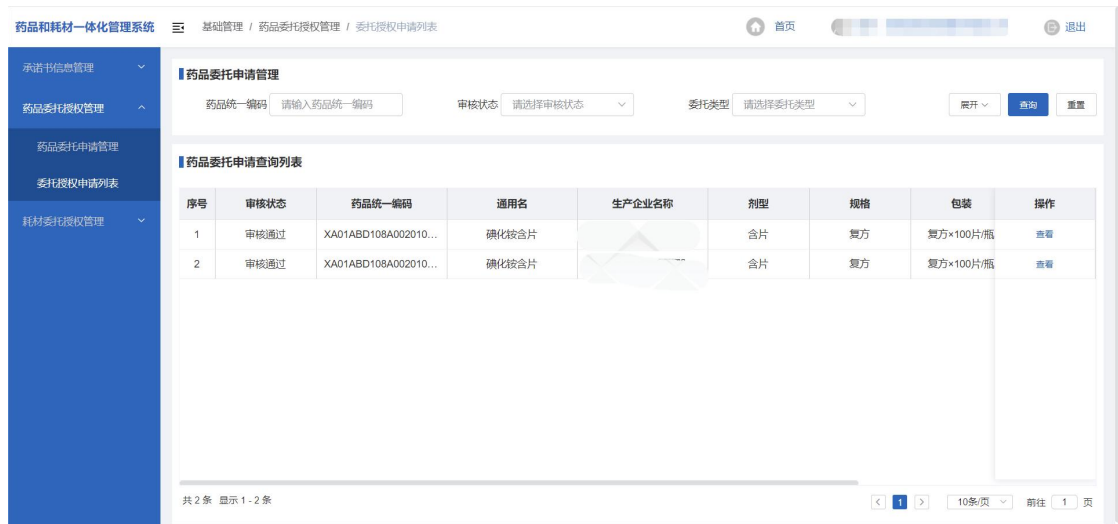 药品和耗材一体化管理系统 基础管理 / 药品委托授权管理 / 委托授权申请列表 首页 退出
承诺书信息管理
药品委托授权管理
药品委托申请管理
委托授权申请列表
耗材委托授权管理
药品委托申请管理
药品统一编码 请输入药品统一编码 审核状态 请选择审核状态 委托类型 请选择委托类型 展开 查询 重置
药品委托申请查询列表
序号 审核状态 药品统一编码 通用名 生产企业名称 剂型 规格 包装 操作
1 审核通过 XA01ABD108A002010... 碘化铵含片 含片 复方 复方×100片/瓶 查看
2 审核通过 XA01ABD108A002010... 碘化铵含片 含片 复方 复方×100片/瓶 查看
共 2 条 显示 1 - 2 条 < 1 > 10条/页 前往 1 页